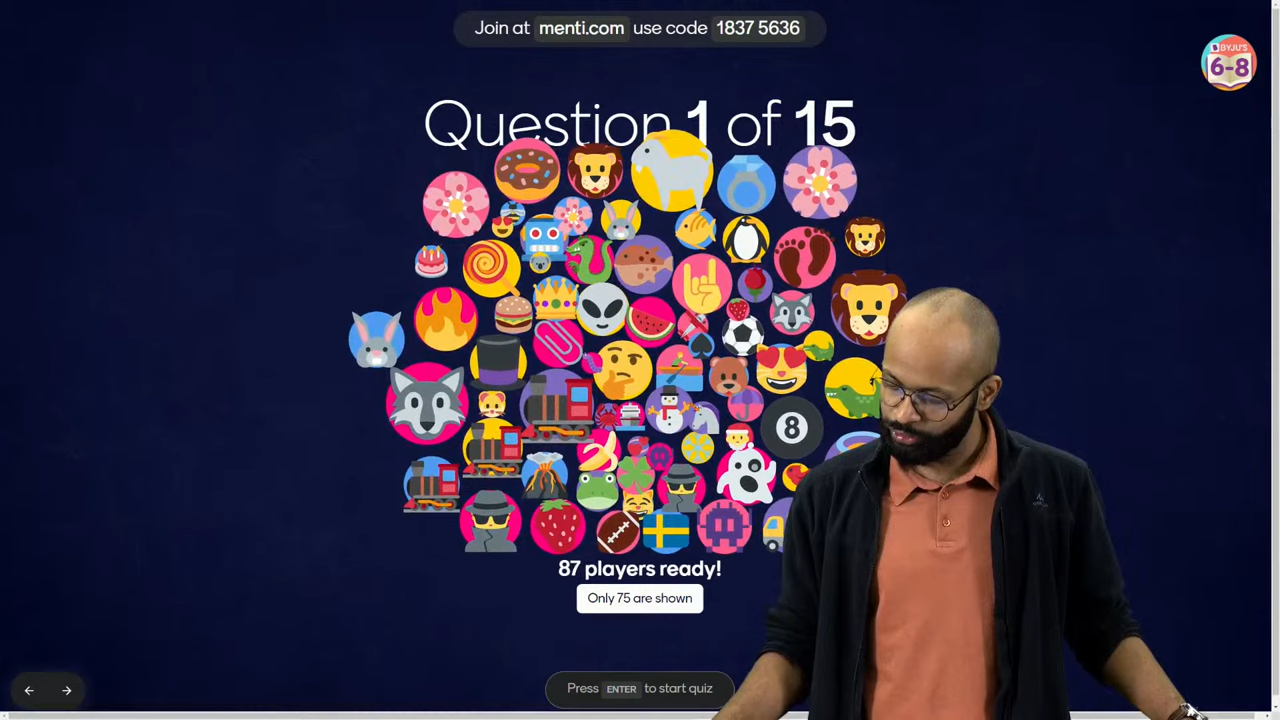 Join at menti.com use code 1837 5636
BYJU'S
6-8
Question 1 of 15
8
87 players ready!
Only 75 are shown
Press ENTER to start quiz